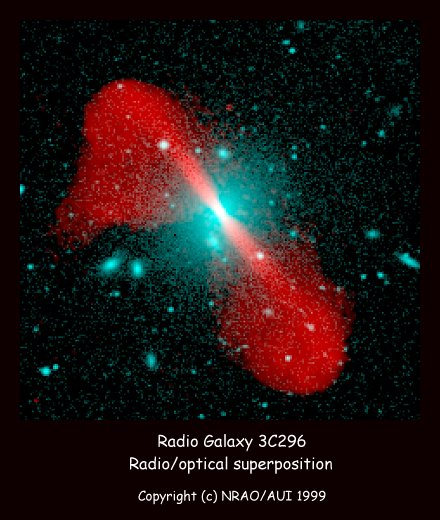 Radio Galaxy 3C296
Radio/optical superposition
Copyright (c) NRAO/AUI 1999